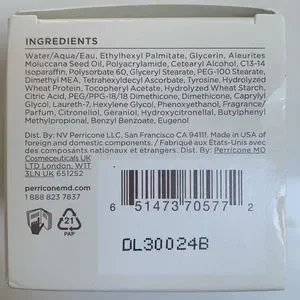 INGREDIENTS
Water/Aqua/Eau, Ethylhexyl Palmitate, Glycerin, Aleurites
Moluccana Seed Oil, Polyacrylamide, Cetearyl Alcohol, C13-14
Isoparaffin, Polysorbate 60, Glyceryl Stearate, PEG-100 Stearate,
Dimethyl MEA, Tetrahexyldecyl Ascorbate, Tyrosine, Hydrolyzed
Wheat Protein, Tocopheryl Acetate, Hydrolyzed Wheat Starch,
Citric Acid, PEG/PPG-18/18 Dimethicone, Dimethicone, Caprylyl
Glycol, Laureth-7, Hexylene Glycol, Phenoxyethanol, Fragrance/
Parfum, Citronellol, Geraniol, Hydroxycitronellal, Butylphenyl
Methylpropional, Benzyl Benzoate, Eugenol
Dist. By: NV Perricone LLC, San Francisco CA 94111. Made in USA of
foreign and domestic components. / Fabriqué aux États-Unis avec
des composants nationaux et étrangers. Dist. by: Perricone MD
Cosmeceuticals UK
LTD London, W1T
3LN UK 651252
perriconemd.com
1 888 823 7837
21
PAP
6 51473 70577 2
DL30024B